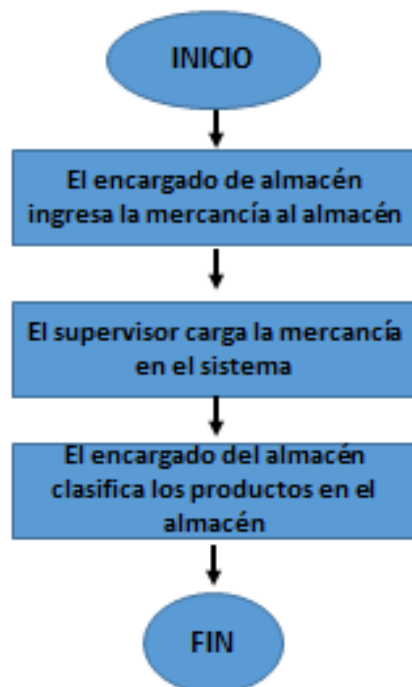 INICIO
El encargado de almacén
ingresa la mercancía al almacén
El supervisor carga la mercancía
en el sistema
El encargado del almacén
clasifica los productos en el
almacén
FIN